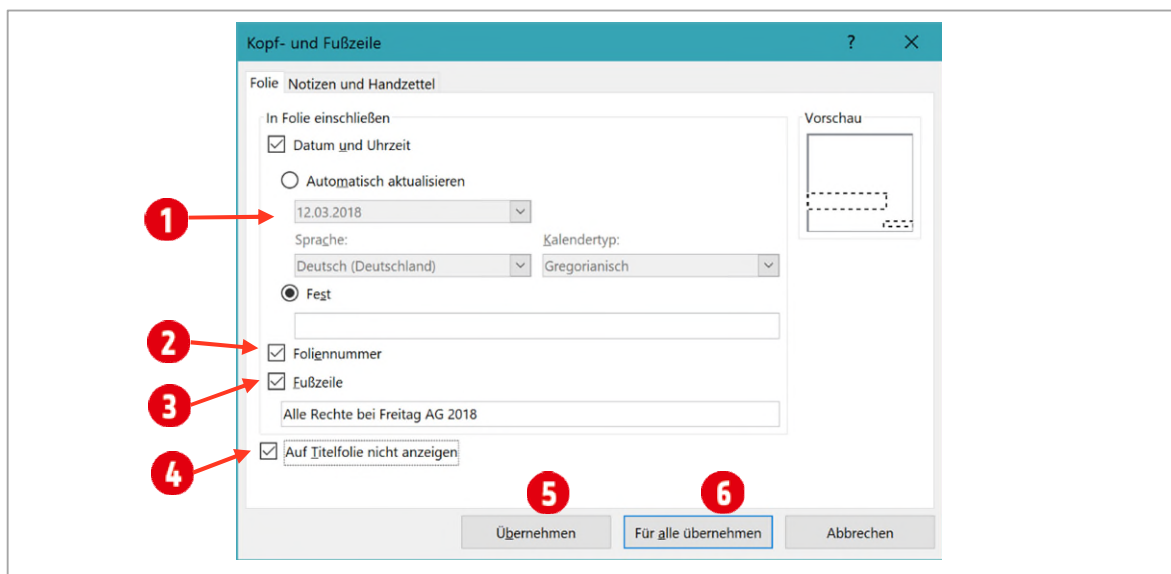 Kopf- und Fußzeile ?
Folie Notizen und Handzettel
In Folie einschließen Vorschau
Datum und Uhrzeit
Automatisch aktualisieren
1 12.03.2018
Sprache: Kalendertyp:
Deutsch (Deutschland) Gregorianisch
Fest
2 Foliennummer
3 Fußzeile
Alle Rechte bei Freitag AG 2018
4 Auf Titelfolie nicht anzeigen
5 6
Übernehmen Für alle übernehmen Abbrechen